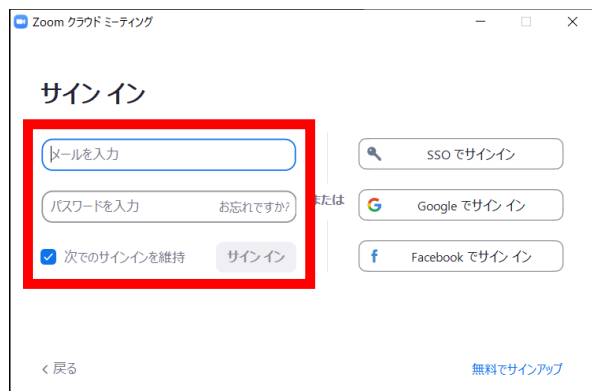 Zoom クラウド ミーティング
サイン イン
メールを入力
パスワードを入力 お忘れですか?
次でのサインインを維持 サイン イン
または
SSO でサインイン
Google でサイン イン
Facebook でサイン イン
< 戻る
無料でサインアップ